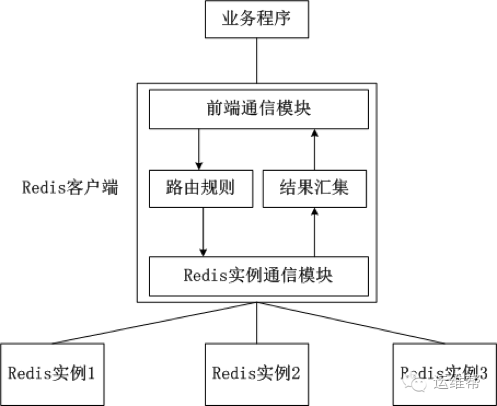 业务程序
前端通信模块
Redis客户端
路由规则
结果汇集
Redis实例通信模块
Redis实例1
Redis实例2
Redis实例3
运维帮